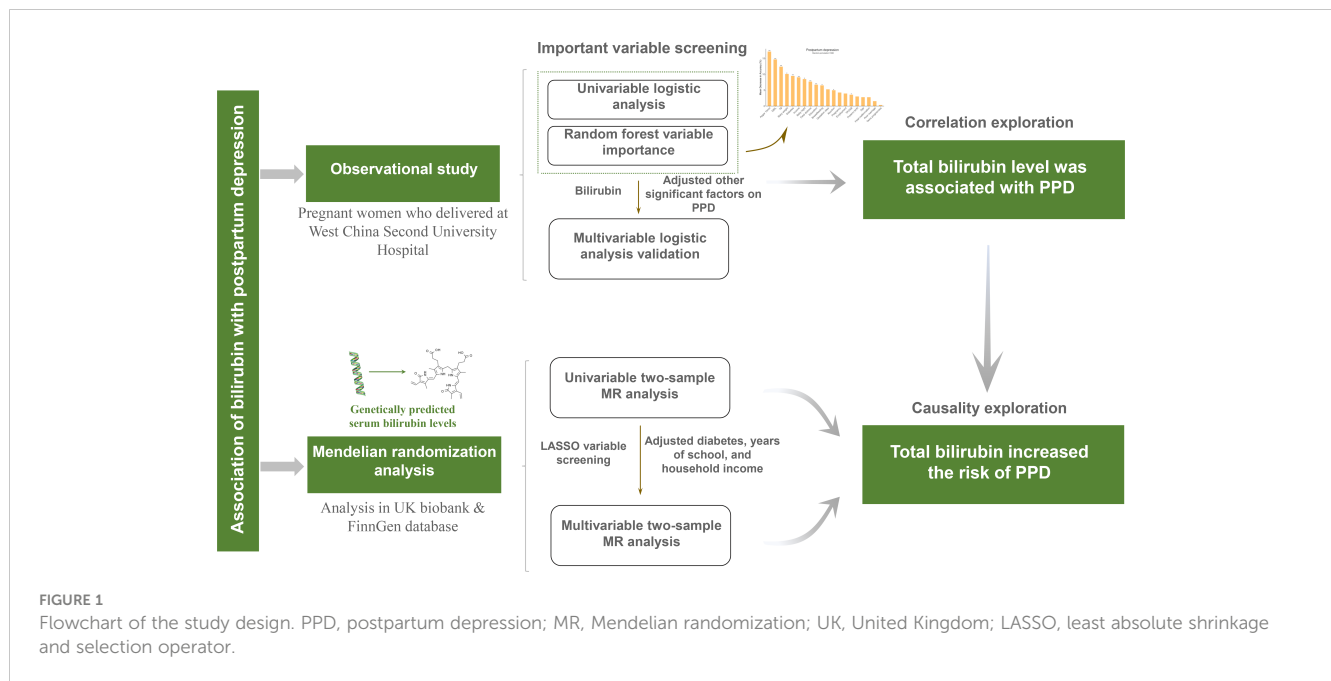 Association of bilirubin with postpartum depression
Important variable screening
Univariable logistic
analysis
Random forest variable
importance
Postpartum depression
Observational study
Pregnant women who delivered at
West China Second University
Hospital
Bilirubin
Adjusted other
significant factors on
PPD
Multivariable logistic
analysis validation
Correlation exploration
Total bilirubin level was
associated with PPD
O
OH
HO
O
Genetically predicted
serum bilirubin levels
Mendelian randomization
analysis
Analysis in UK biobank &
FinnGen database
Univariable two-sample
MR analysis
LASSO variable
screening
Adjusted diabetes, years
of school, and
household income
Multivariable two-sample
MR analysis
Causality exploration
Total bilirubin increased
the risk of PPD
FIGURE 1
Flowchart of the study design. PPD, postpartum depression; MR, Mendelian randomization; UK, United Kingdom; LASSO, least absolute shrinkage
and selection operator.